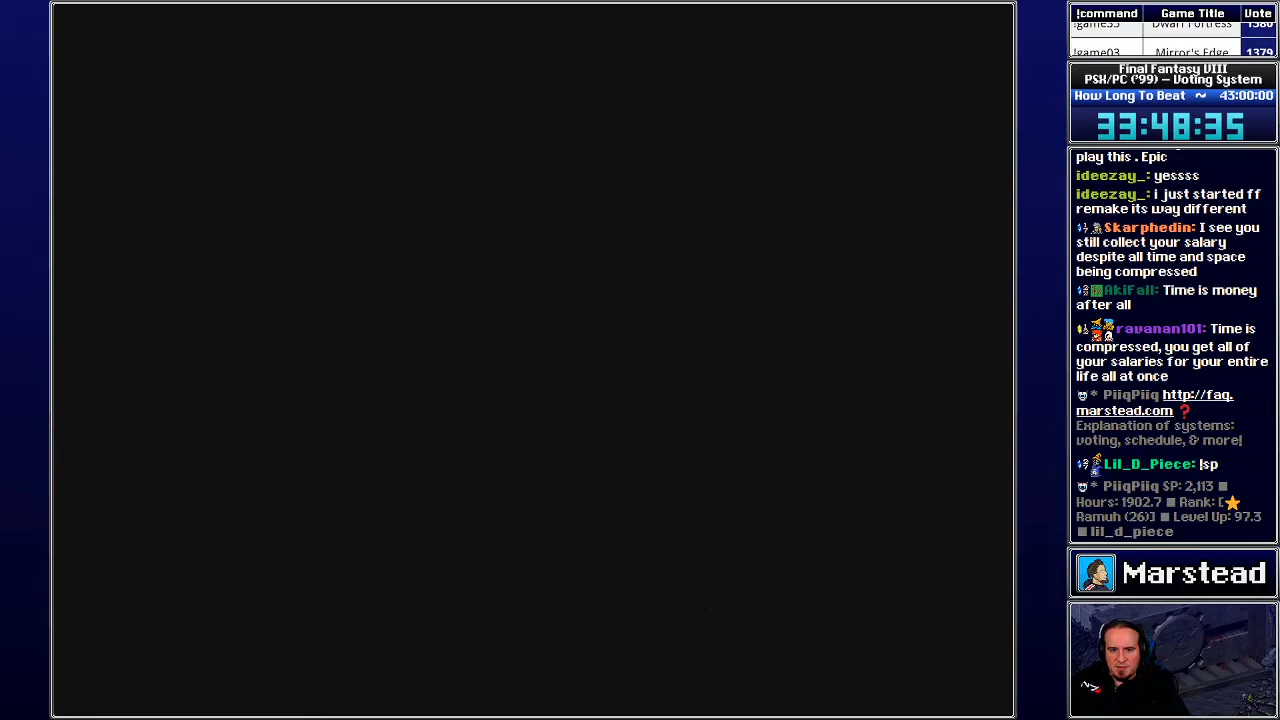 !command Game Title Vote
!game35 Dwarf Fortress 1380
!game03 Mirror's Edge 1379
Final Fantasy VIII
PSX/PC ('99) — Voting System
How Long To Beat ~ 43:00:00
33:48:35
play this . Epic
ideezay_: yessss
ideezay_: i just started ff
remake its way different
Skarphedin: I see you
still collect your salary
despite all time and space
being compressed
AkiFall: Time is money
after all
ravanan101: Time is
compressed, you get all of
your salaries for your entire
life all at once
* PiiqPiiq http://faq.
marstead.com ❓
Explanation of systems:
voting, schedule, & more|
Lil_D_Piece: !sp
* PiiqPiiq SP: 2,113 ■
Hours: 1902.7 ■ Rank: [⭐
Ramuh (26)] ■ Level Up: 97.3
■ lil_d_piece
Marstead